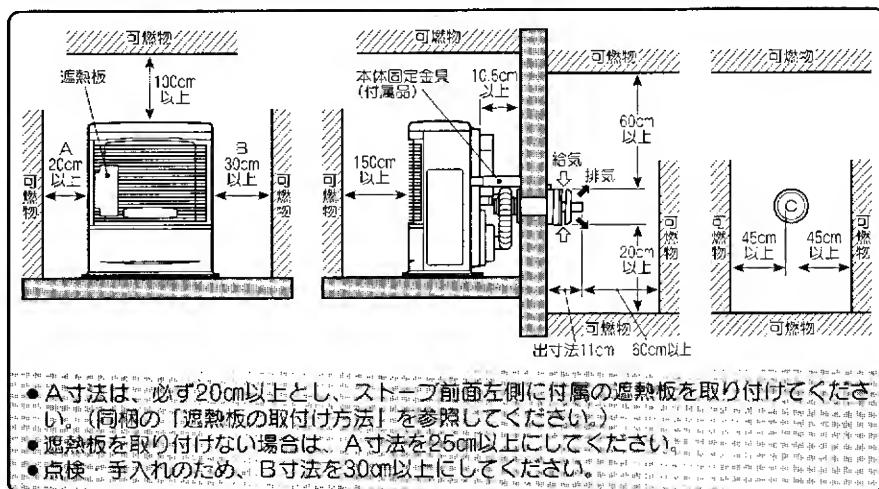 可燃物
遮熱板
100cm
以上
A
20cm
以上
B
30cm
以上
可燃物
可燃物
可燃物
本体固定金具
(付属品)
10.5cm
以上
150cm
以上
可燃物
可燃物
60cm
以上
給気
排気
20cm
以上
可燃物
可燃物
出寸法11cm
60cm以上
可燃物
C
45cm
以上
45cm
以上
可燃物
可燃物
可燃物
●A寸法は、必ず20cm以上とし、ストーブ前面左側に付属の遮熱板を取り付けてくださ
い。(同梱の「遮熱板の取付け方法」を参照してください。)
●遮熱板を取り付けない場合は、A寸法を25cm以上にしてください。
●点検 手入れのため、B寸法を30cm以上にしてください。